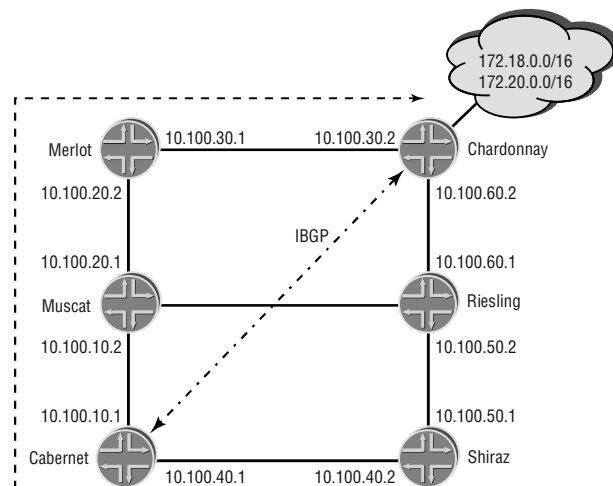 172.18.0.0/16
172.20.0.0/16
10.100.30.1
10.100.30.2
Merlot
Chardonnay
10.100.20.2
10.100.60.2
IBGP
10.100.20.1
10.100.60.1
Muscat
Riesling
10.100.10.2
10.100.50.2
10.100.10.1
10.100.50.1
Cabernet
Shiraz
10.100.40.1
10.100.40.2